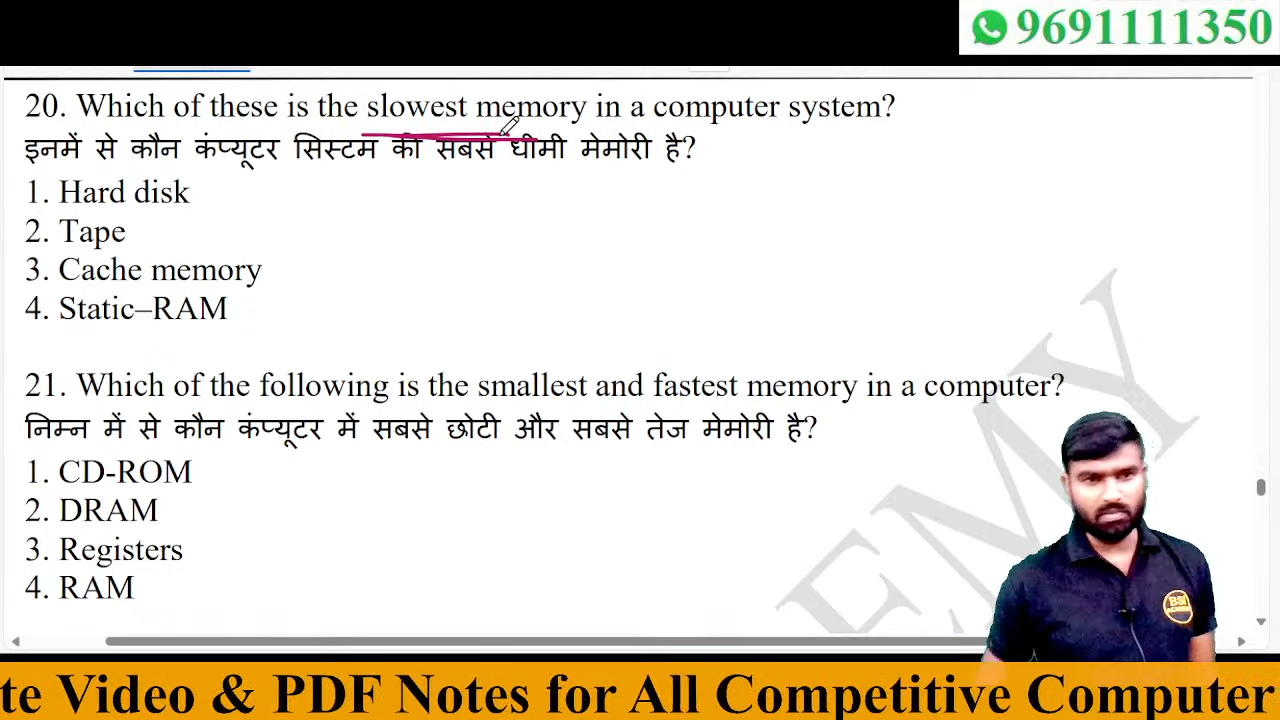 9691111350
20. Which of these is the slowest memory in a computer system?
इनमें से कौन कंप्यूटर सिस्टम की सबसे धीमी मेमोरी है?
1. Hard disk
2. Tape
3. Cache memory
4. Static–RAM
21. Which of the following is the smallest and fastest memory in a computer?
निम्न में से कौन कंप्यूटर में सबसे छोटी और सबसे तेज मेमोरी है?
1. CD-ROM
2. DRAM
3. Registers
4. RAM
EMY
te Video & PDF Notes for All Competitive Computer